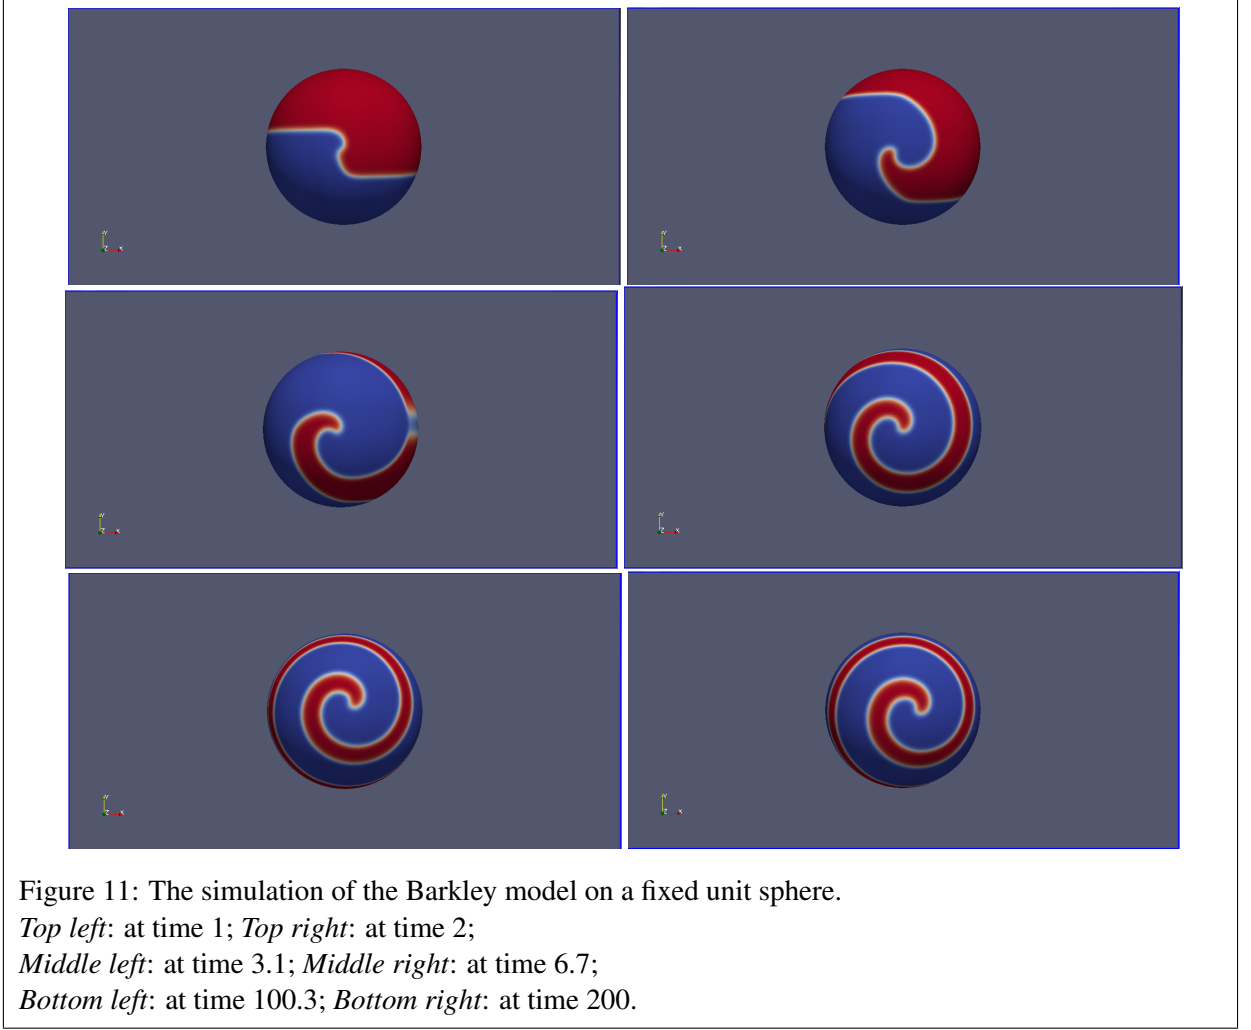 Figure 11: The simulation of the Barkley model on a fixed unit sphere.
Top left: at time 1; Top right: at time 2;
Middle left: at time 3.1; Middle right: at time 6.7;
Bottom left: at time 100.3; Bottom right: at time 200.